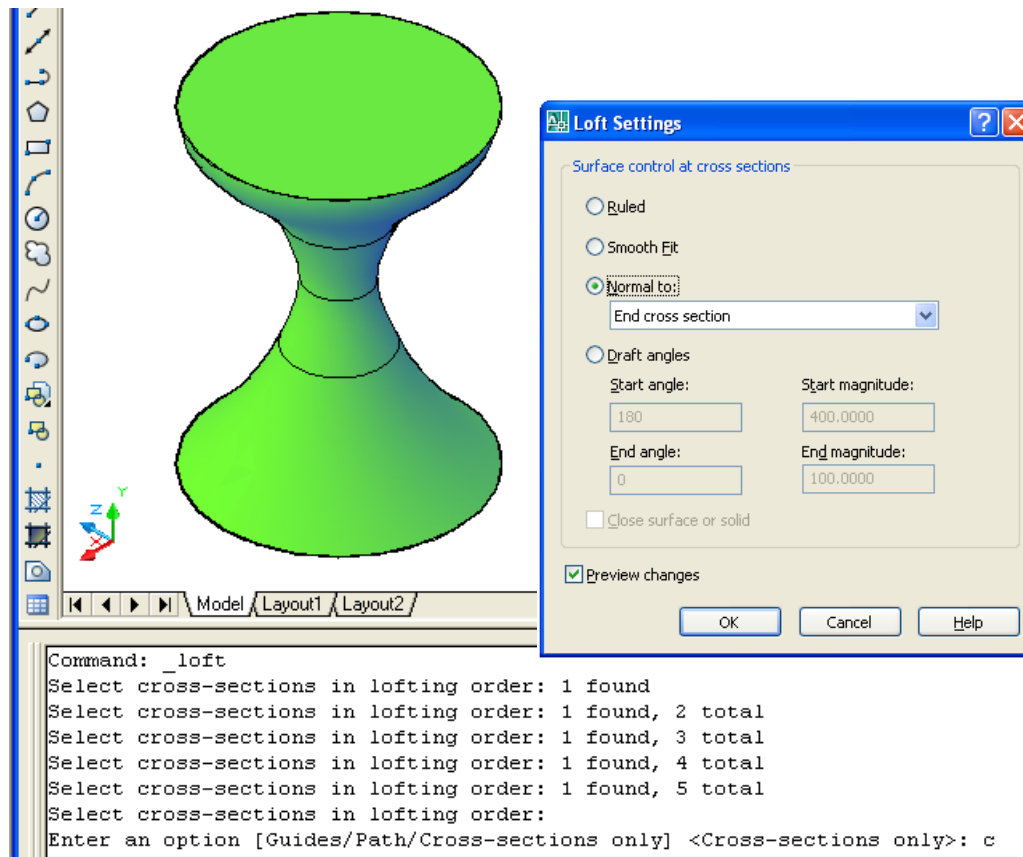 Loft Settings
Surface control at cross sections
Ruled
Smooth Fit
Normal to:
End cross section
Draft angles
Start angle: Start magnitude:
180 400.0000
End angle: End magnitude:
0 100.0000
Close surface or solid
Preview changes
OK Cancel Help
Z Y
X
Model Layout1 Layout2
Command: _loft
Select cross-sections in lofting order: 1 found
Select cross-sections in lofting order: 1 found, 2 total
Select cross-sections in lofting order: 1 found, 3 total
Select cross-sections in lofting order: 1 found, 4 total
Select cross-sections in lofting order: 1 found, 5 total
Select cross-sections in lofting order:
Enter an option [Guides/Path/Cross-sections only] <Cross-sections only>: c